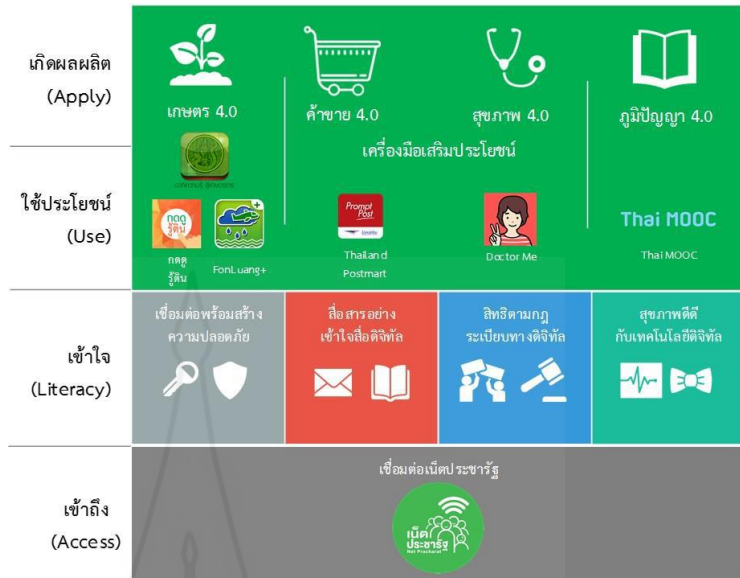 เกิดผลผลิต
(Apply)
เกษตร 4.0
ค้าขาย 4.0
สุขภาพ 4.0
ภูมิปัญญา 4.0
เครื่องมือเสริมประโยชน์
ใช้ประโยชน์
(Use)
กดดู
รู้ดิน
กดดู
รู้ดิน
FonLuang+
Prompt
Post
Thailand
Postmart
Doctor Me
Thai MOOC
Thai MOOC
เข้าใจ
(Literacy)
เชื่อมต่อพร้อมสร้าง
ความปลอดภัย
สื่อสารอย่าง
เข้าใจสื่อดิจิทัล
สิทธิตามกฎ
ระเบียบทางดิจิทัล
สุขภาพดีดี
กับเทคโนโลยีดิจิทัล
เข้าถึง
(Access)
เชื่อมต่อเน็ตประชารัฐ
เน็ต
ประชารัฐ
Net Pracharat